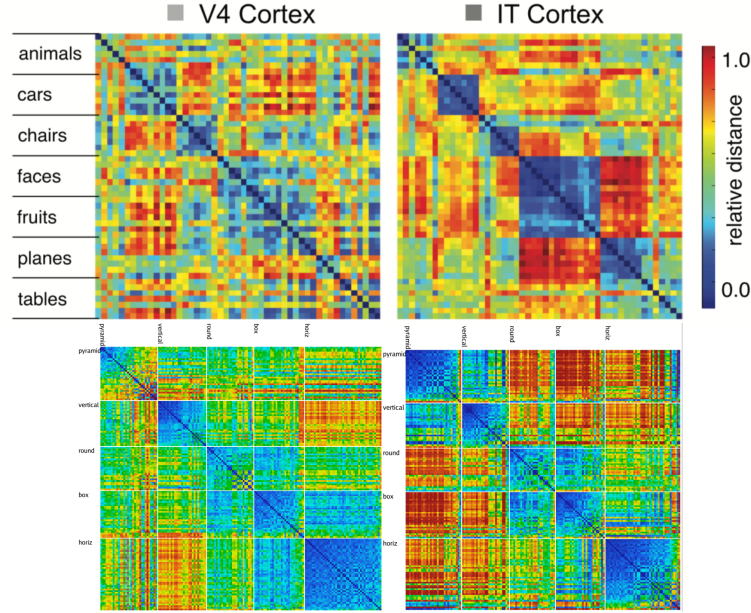 V4 Cortex
IT Cortex
animals
cars
chairs
faces
fruits
planes
tables
1.0
relative distance
0.0
pyramid
vertical
round
box
horiz
pyramid
vertical
round
box
horiz
pyramid
vertical
round
box
horiz
pyramid
vertical
round
box
horiz